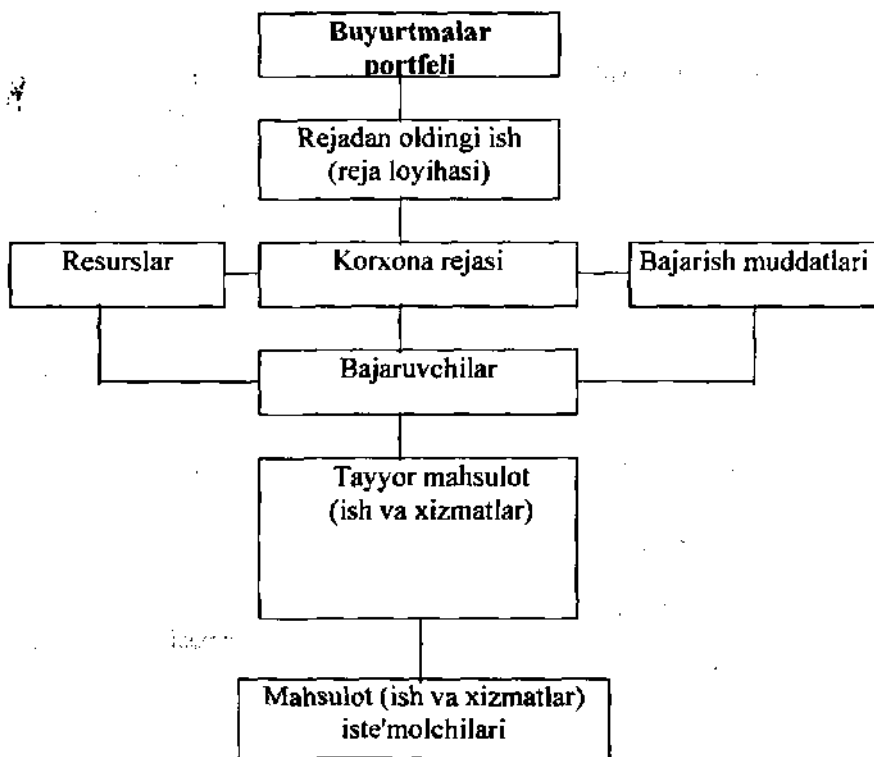 Buyurtmalar
portfeli
Rejadan oldingi ish
(reja loyihasi)
Resurslar
Korxona rejasi
Bajarish muddatlari
Bajaruvchilar
Tayyor mahsulot
(ish va xizmatlar)
Mahsulot (ish va xizmatlar)
iste'molchilari